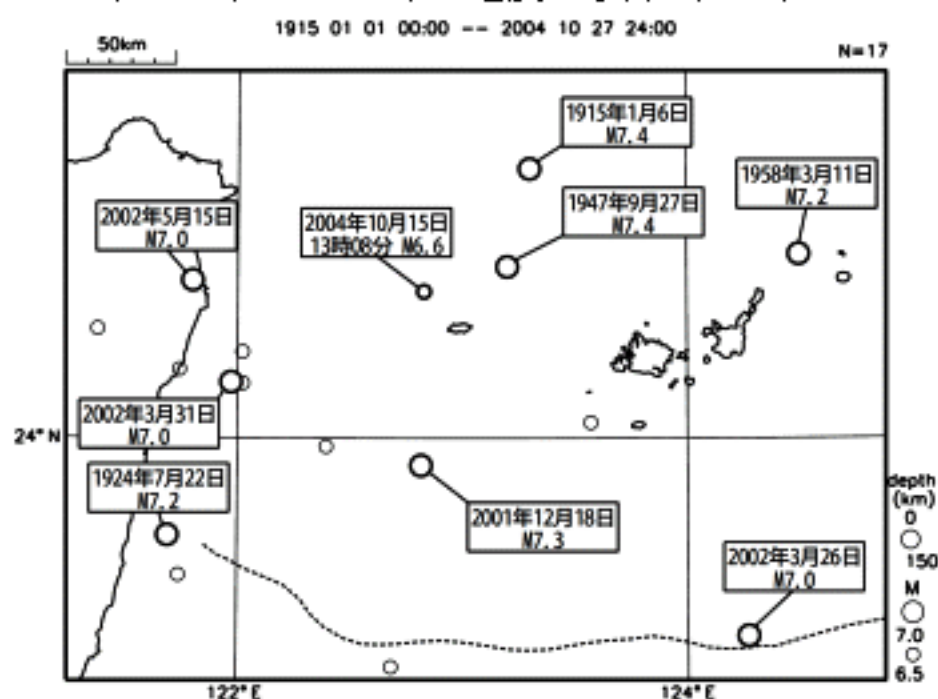 1915 01 01 00:00 -- 2004 10 27 24:00
50km
N=17
1915年1月6日
M7.4
1958年3月11日
M7.2
1947年9月27日
M7.4
2002年5月15日
M7.0
2004年10月15日
13時08分 M6.6
2002年3月31日
M7.0
24°N
1924年7月22日
M7.2
2001年12月18日
M7.3
2002年3月26日
M7.0
depth
(km)
0
150
M
7.0
6.5
122°E
124°E